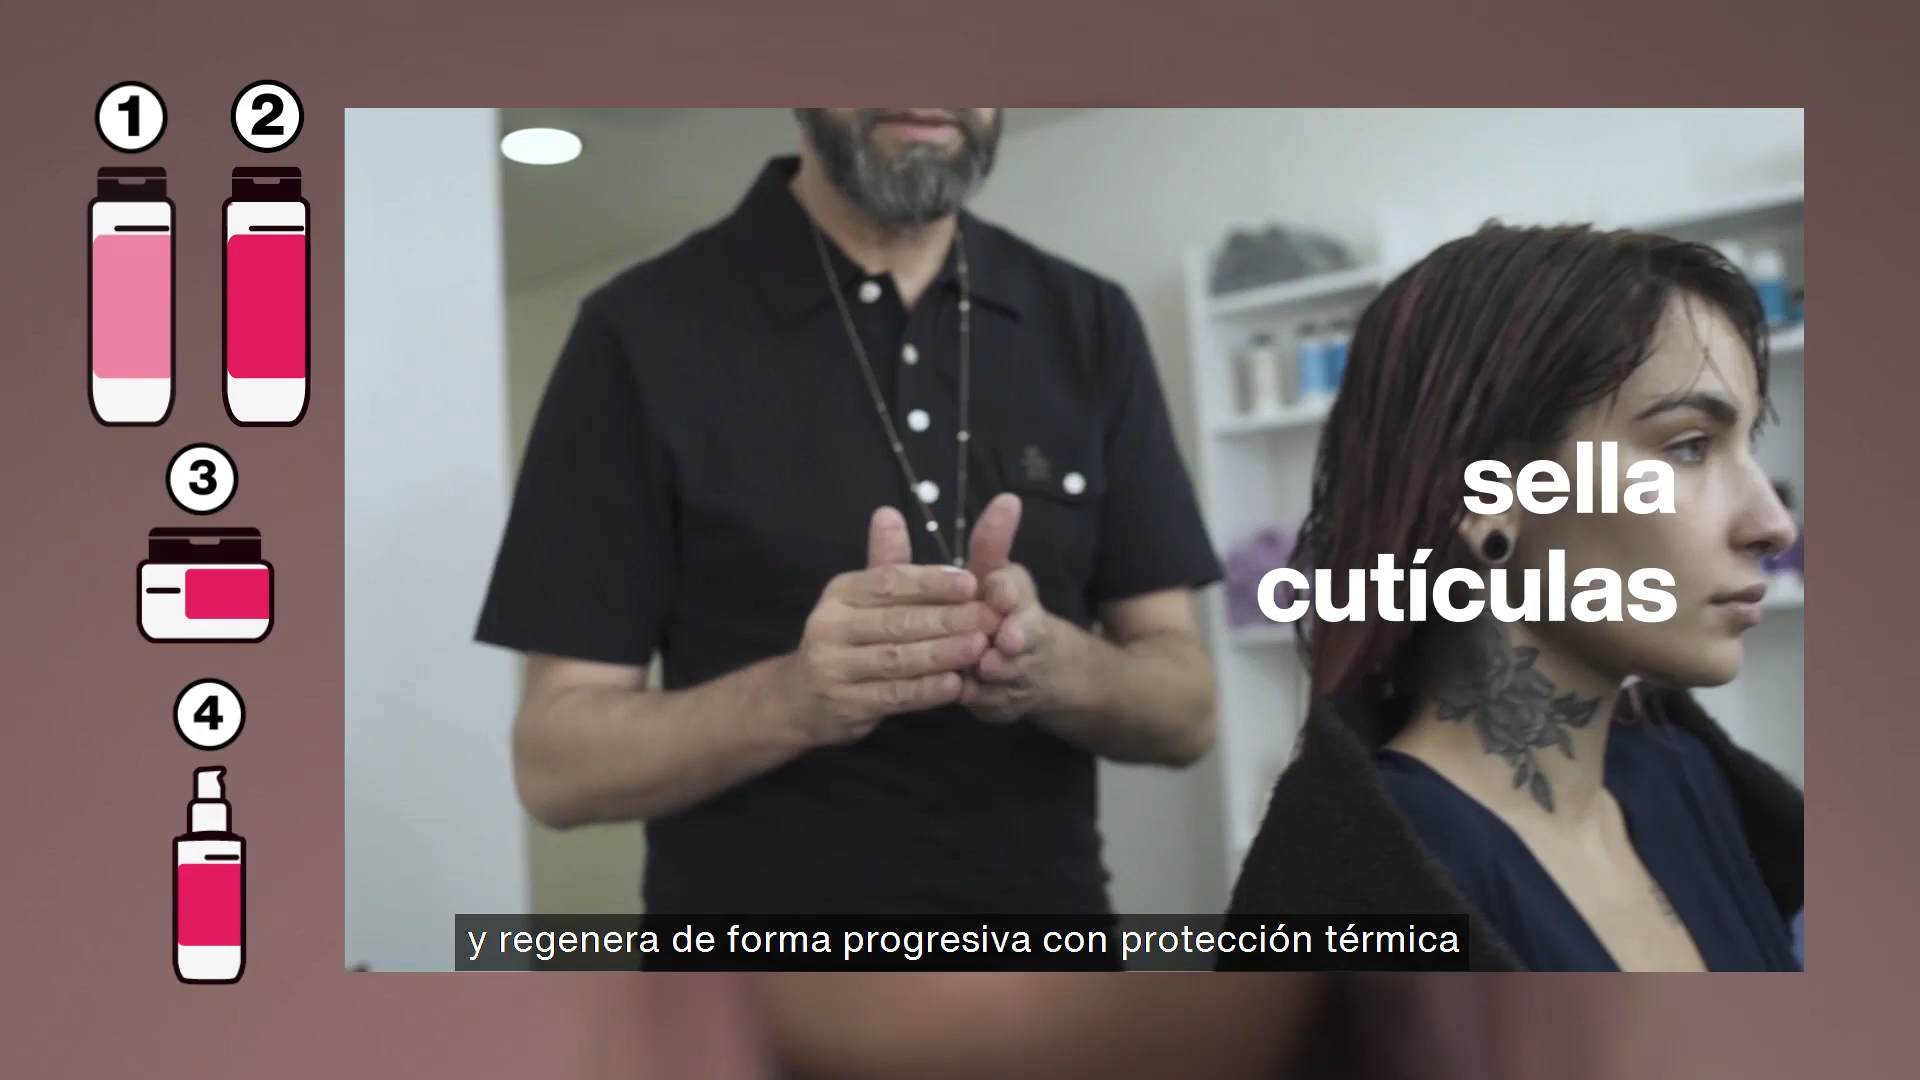 1
2
3
4
sella
cutículas
y regenera de forma progresiva con protección térmica